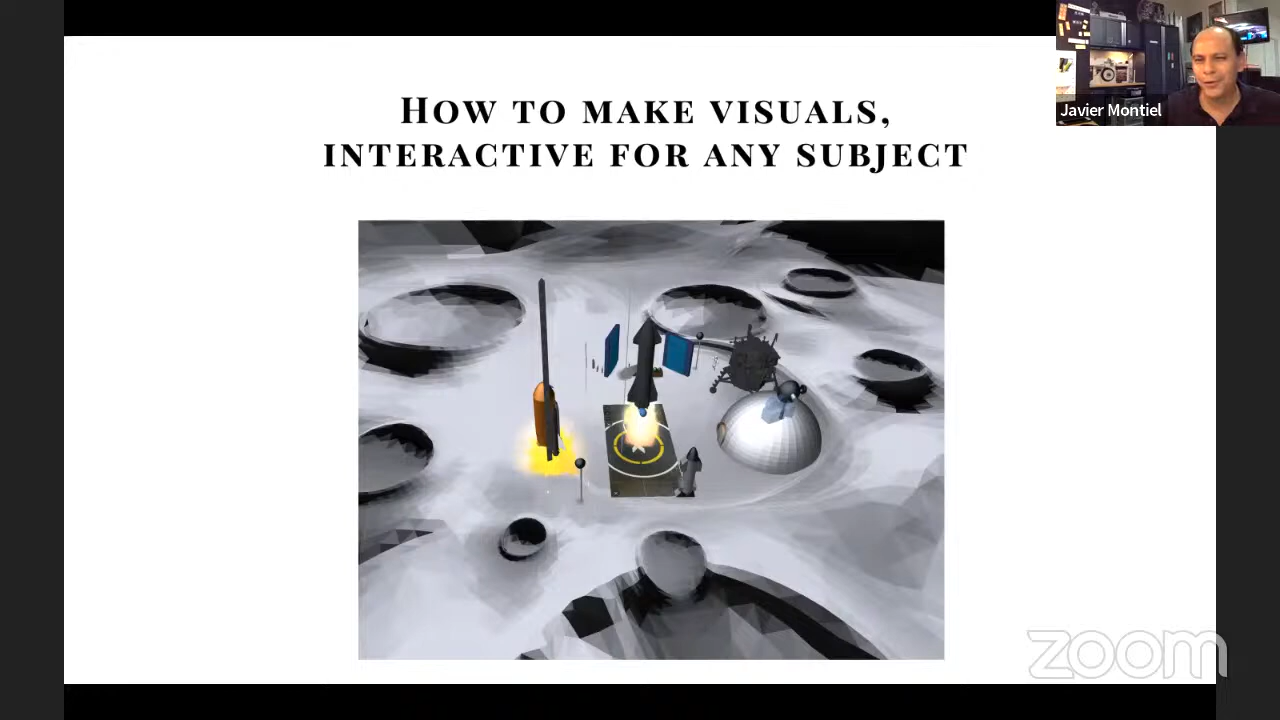 How to make visuals,
interactive for any subject
Javier Montiel
zoom